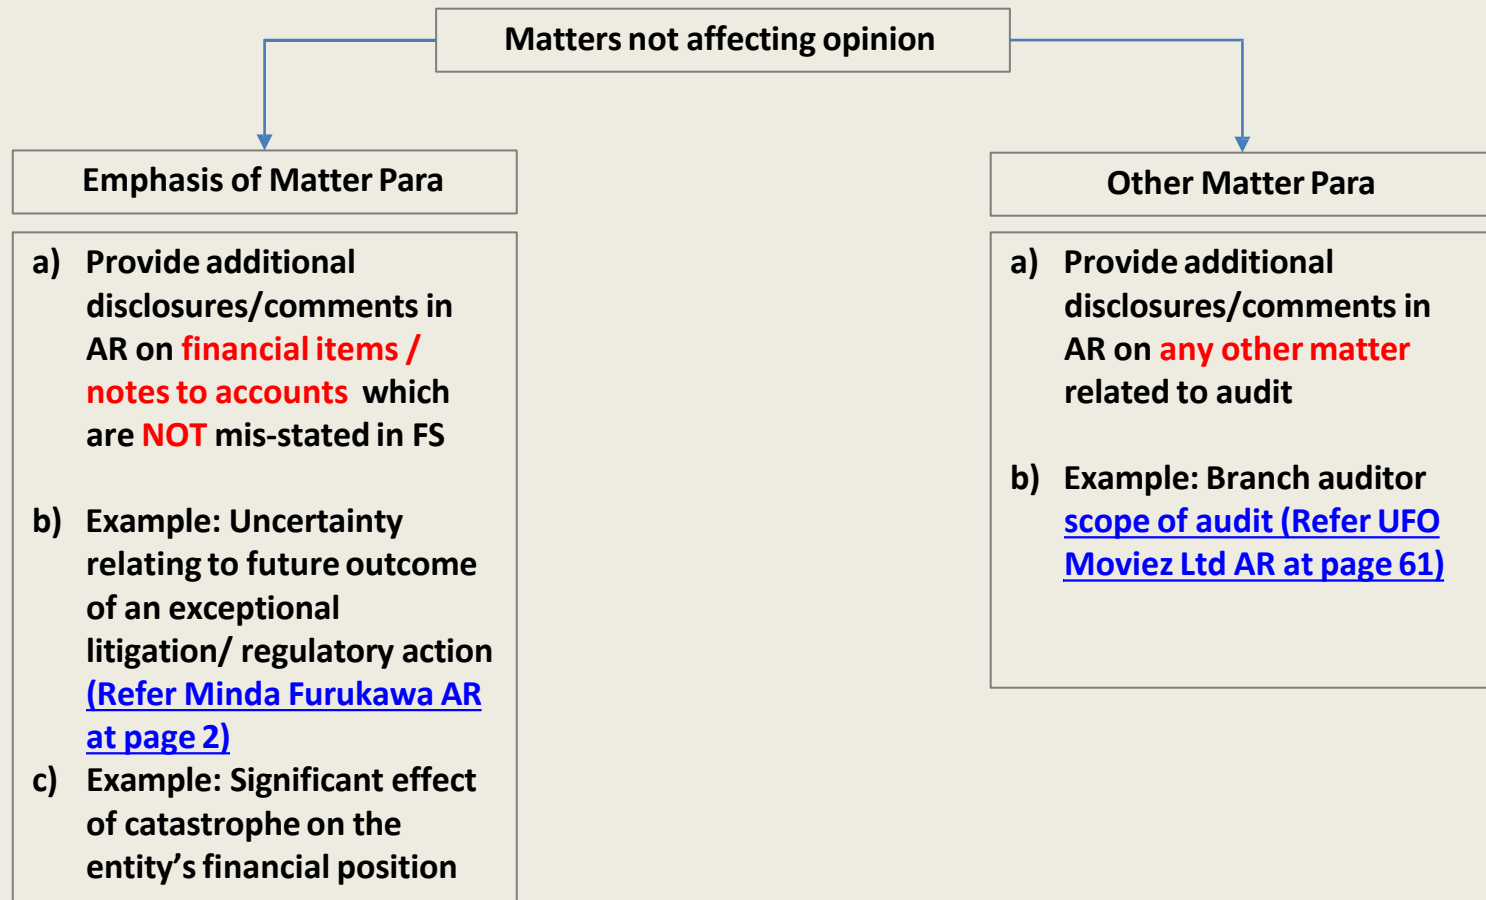 Matters not affecting opinion
Emphasis of Matter Para
a) Provide additional
disclosures/comments in
AR on financial items /
notes to accounts which
are NOT mis-stated in FS
b) Example: Uncertainty
relating to future outcome
of an exceptional
litigation/ regulatory action
(Refer Minda Furukawa AR
at page 2)
c) Example: Significant effect
of catastrophe on the
entity’s financial position
Other Matter Para
a) Provide additional
disclosures/comments in
AR on any other matter
related to audit
b) Example: Branch auditor
scope of audit (Refer UFO
Moviez Ltd AR at page 61)